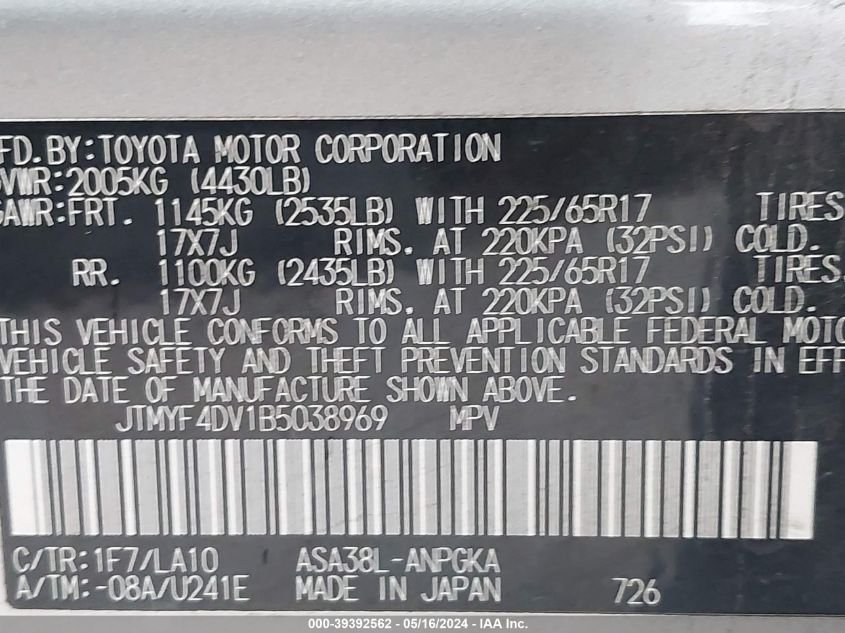 FD. BY: TOYOTA MOTOR CORPORATION
VWR: 2005KG (4430LB)
GAWR: FRT. 1145KG (2535LB) WITH 225/65R17 TIRES
17X7J RIMS. AT 220KPA (32PSI) COLD.
RR. 1100KG (2435LB) WITH 225/65R17 TIRES,
17X7J RIMS. AT 220KPA (32PSI) COLD.
THIS VEHICLE CONFORMS TO ALL APPLICABLE FEDERAL MOTO
VEHICLE SAFETY AND THEFT PREVENTION STANDARDS IN EFF
THE DATE OF MANUFACTURE SHOWN ABOVE.
JTMYF4DV1B5038969 MPV
C/TR: 1F7/LA10 ASA38L-ANPGKA
A/TM: -08A/U241E MADE IN JAPAN 726
000-39392562 - 05/16/2024 - IAAI.COM